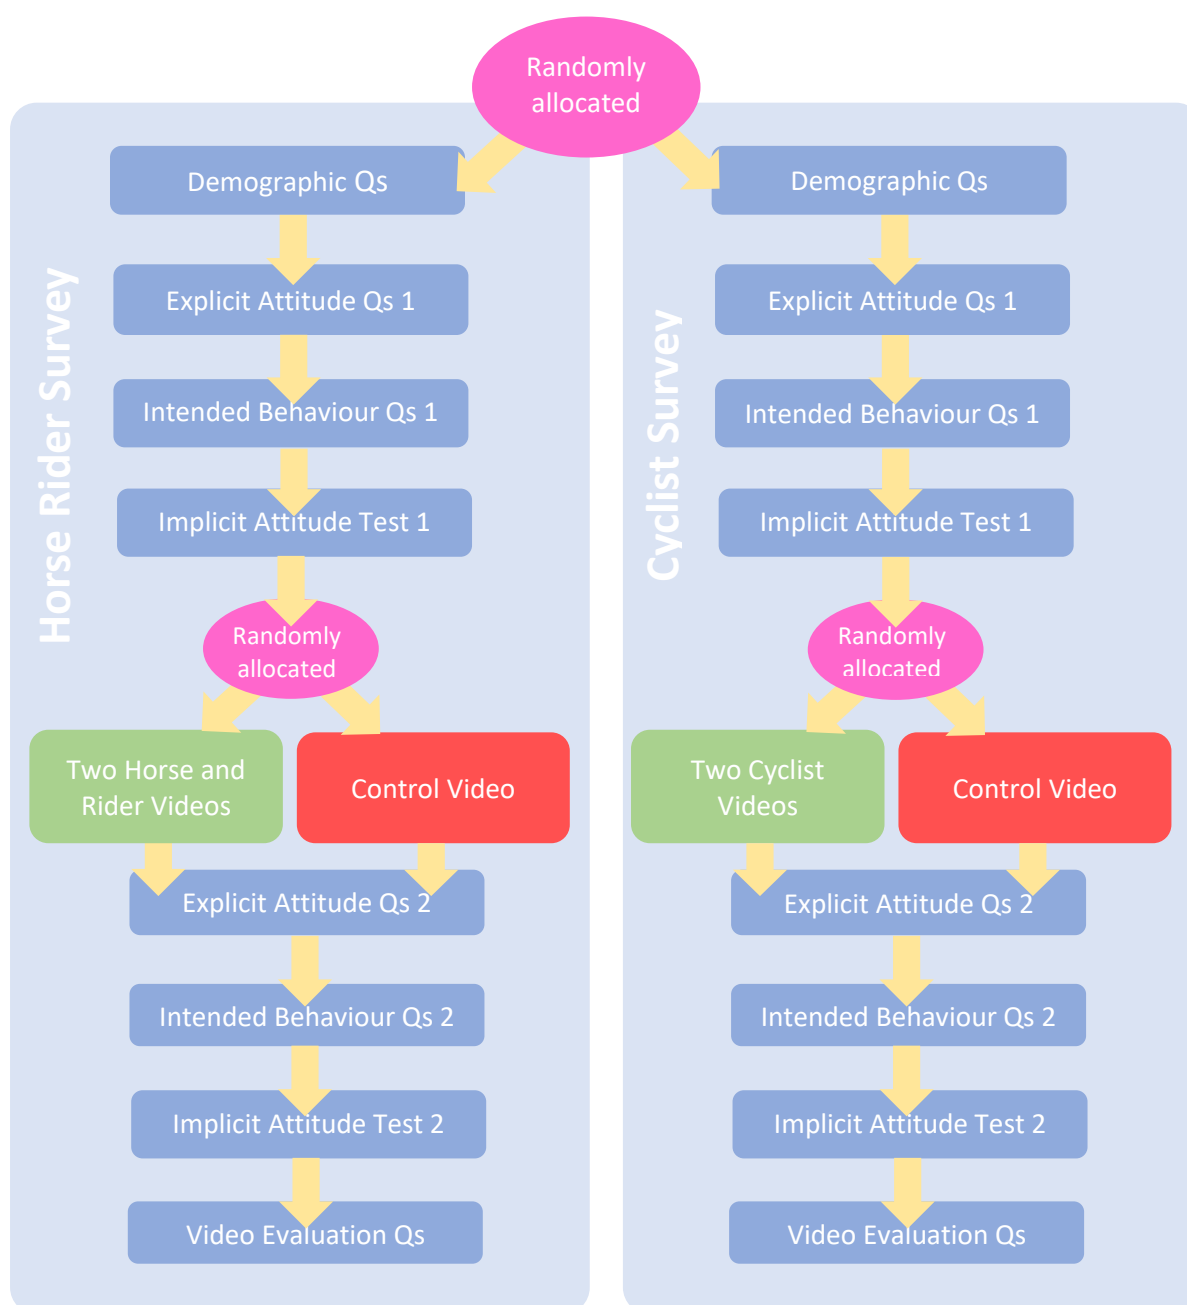 Randomly
allocated
Horse Rider Survey
Demographic Qs
Explicit Attitude Qs 1
Intended Behaviour Qs 1
Implicit Attitude Test 1
Randomly
allocated
Two Horse and
Rider Videos
Control Video
Explicit Attitude Qs 2
Intended Behaviour Qs 2
Implicit Attitude Test 2
Video Evaluation Qs
Cyclist Survey
Demographic Qs
Explicit Attitude Qs 1
Intended Behaviour Qs 1
Implicit Attitude Test 1
Randomly
allocated
Two Cyclist
Videos
Control Video
Explicit Attitude Qs 2
Intended Behaviour Qs 2
Implicit Attitude Test 2
Video Evaluation Qs